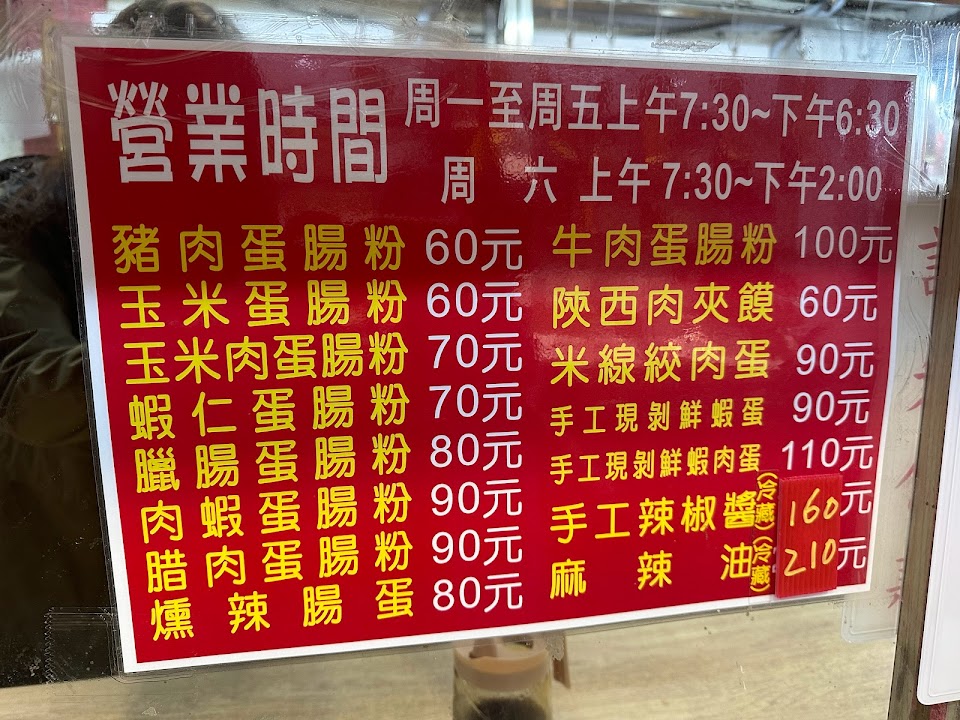 營業時間 周一至周五上午7:30~下午6:30
周 六 上午7:30~下午2:00
豬肉蛋腸粉 60元
玉米蛋腸粉 60元
玉米肉蛋腸粉 70元
蝦仁蛋腸粉 70元
臘腸蛋腸粉 80元
肉蝦蛋腸粉 90元
腊肉蛋腸粉 90元
燻辣腸蛋 80元
牛肉蛋腸粉 100元
陝西肉夾饃 60元
米線絞肉蛋 90元
手工現剝鮮蝦蛋 90元
手工現剝鮮蝦肉蛋 110元
手工辣椒醬(冷藏) 160元
麻辣油(冷藏) 210元